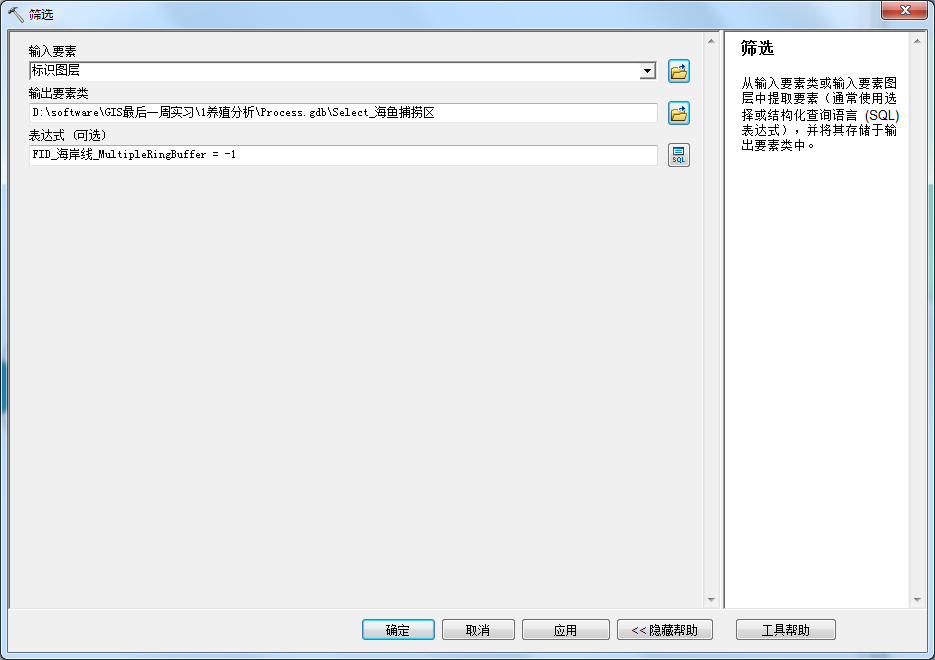 筛选
输入要素
标识图层
输出要素类
D:\software\GIS最后一周实习\1养殖分析\Process.gdb\Select_海鱼捕捞区
表达式（可选）
FID_海岸线_MultipleRingBuffer = -1
SQL
筛选
从输入要素类或输入要素图
层中提取要素（通常使用选
择或结构化查询语言 (SQL)
表达式），并将其存储于输
出要素类中。
确定
取消
应用
<< 隐藏帮助
工具帮助